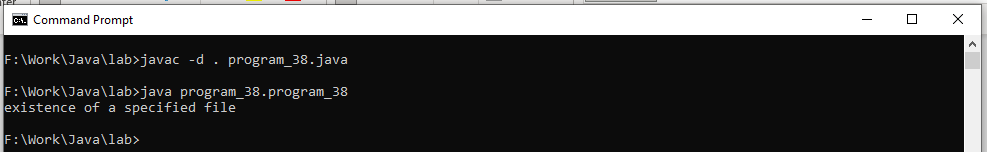 Command Prompt
F:\Work\Java\lab>javac -d . program_38.java
F:\Work\Java\lab>java program_38.program_38
existence of a specified file
F:\Work\Java\lab>